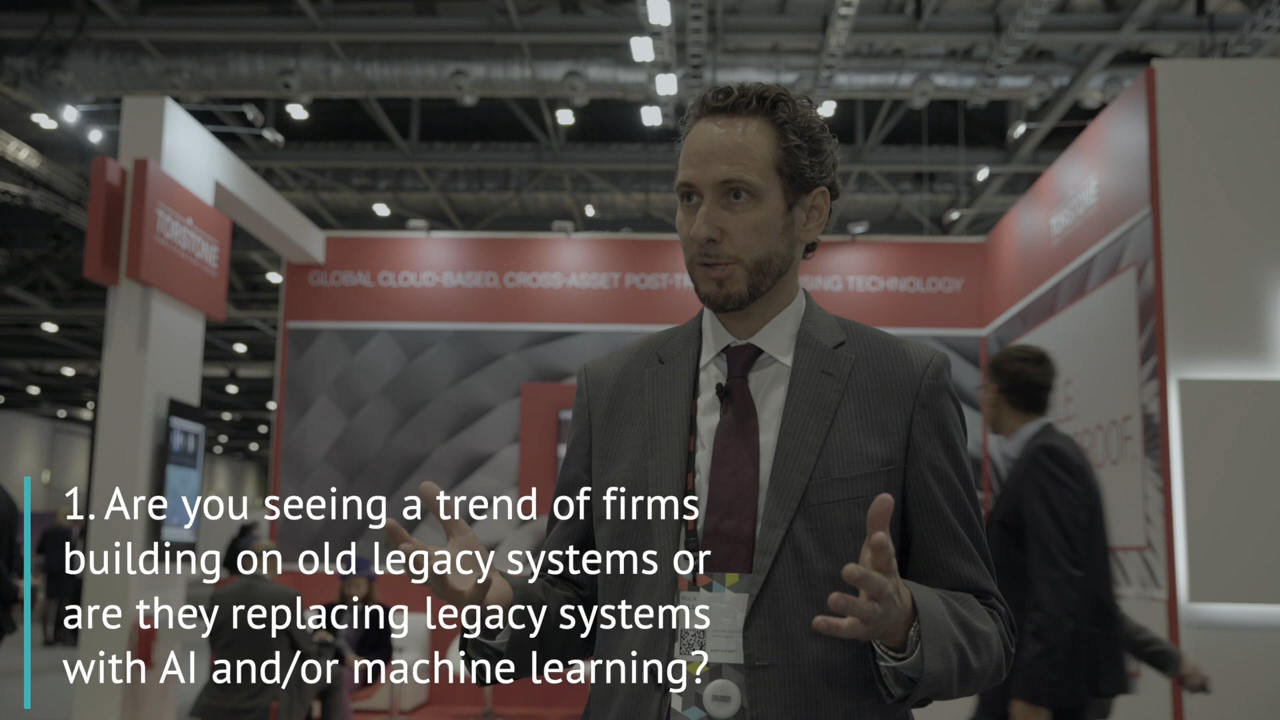 TORSTONE
GLOBAL CLOUD-BASED, CROSS-ASSET POST-TR SING TECHNOLOGY
TORSTONE
1. Are you seeing a trend of firms
building on old legacy systems or
are they replacing legacy systems
with AI and/or machine learning?